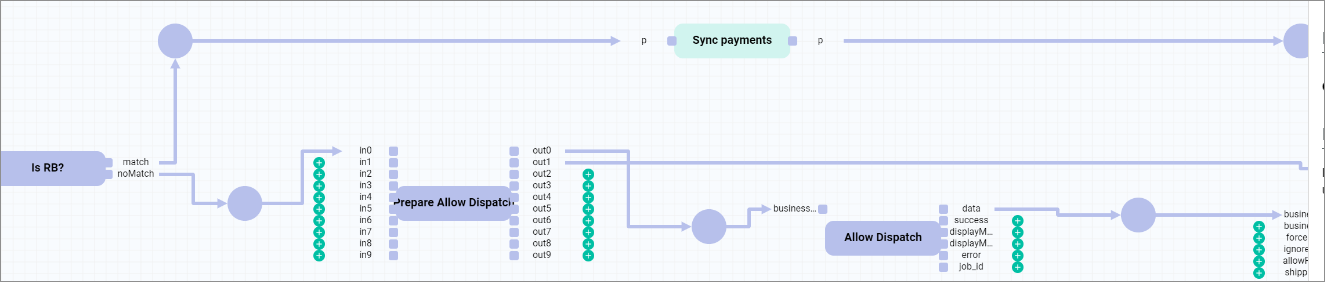 p
Sync payments
p
Is RB?
match
noMatch
in0
in1
in2
in3
in4
in5
in6
in7
in8
in9
Prepare Allow Dispatch
out0
out1
out2
out3
out4
out5
out6
out7
out8
out9
business...
Allow Dispatch
data
success
displayM...
displayM...
error
job_id
busine
busine
force
ignore
allowF
shipp